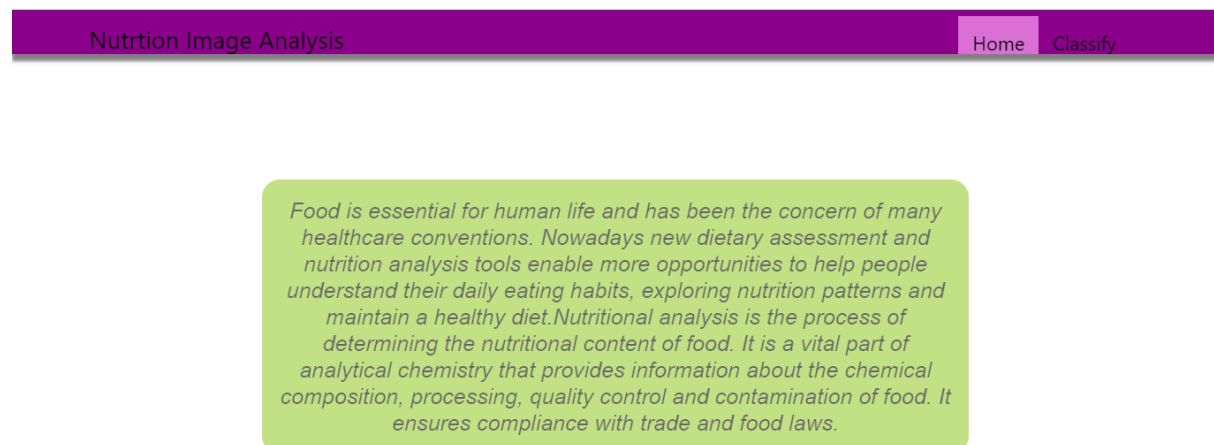 Nutrtion Image Analysis
Home Classify
Food is essential for human life and has been the concern of many
healthcare conventions. Nowadays new dietary assessment and
nutrition analysis tools enable more opportunities to help people
understand their daily eating habits, exploring nutrition patterns and
maintain a healthy diet.Nutritional analysis is the process of
determining the nutritional content of food. It is a vital part of
analytical chemistry that provides information about the chemical
composition, processing, quality control and contamination of food. It
ensures compliance with trade and food laws.